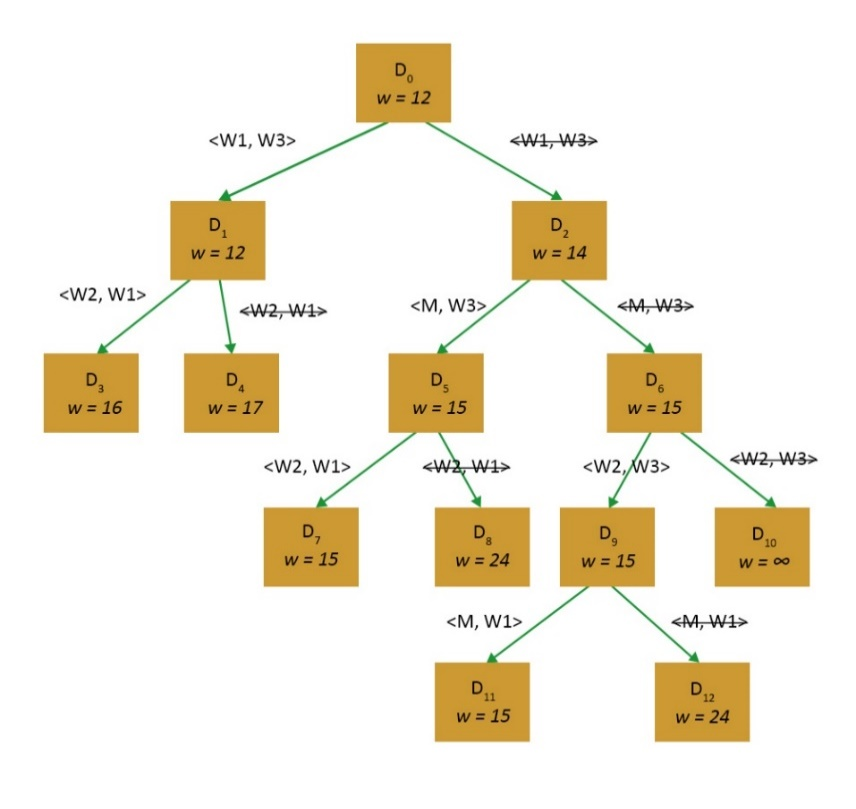 D₀
w = 12
<W1, W3>
<W1, W3>
D₁
w = 12
D₂
w = 14
<W2, W1>
<W2, W1>
<M, W3>
<M, W3>
D₃
w = 16
D₄
w = 17
D₅
w = 15
D₆
w = 15
<W2, W1>
<W2, W1>
<W2, W3>
<W2, W3>
D₇
w = 15
D₈
w = 24
D₉
w = 15
D₁₀
w = ∞
<M, W1>
<M, W1>
D₁₁
w = 15
D₁₂
w = 24